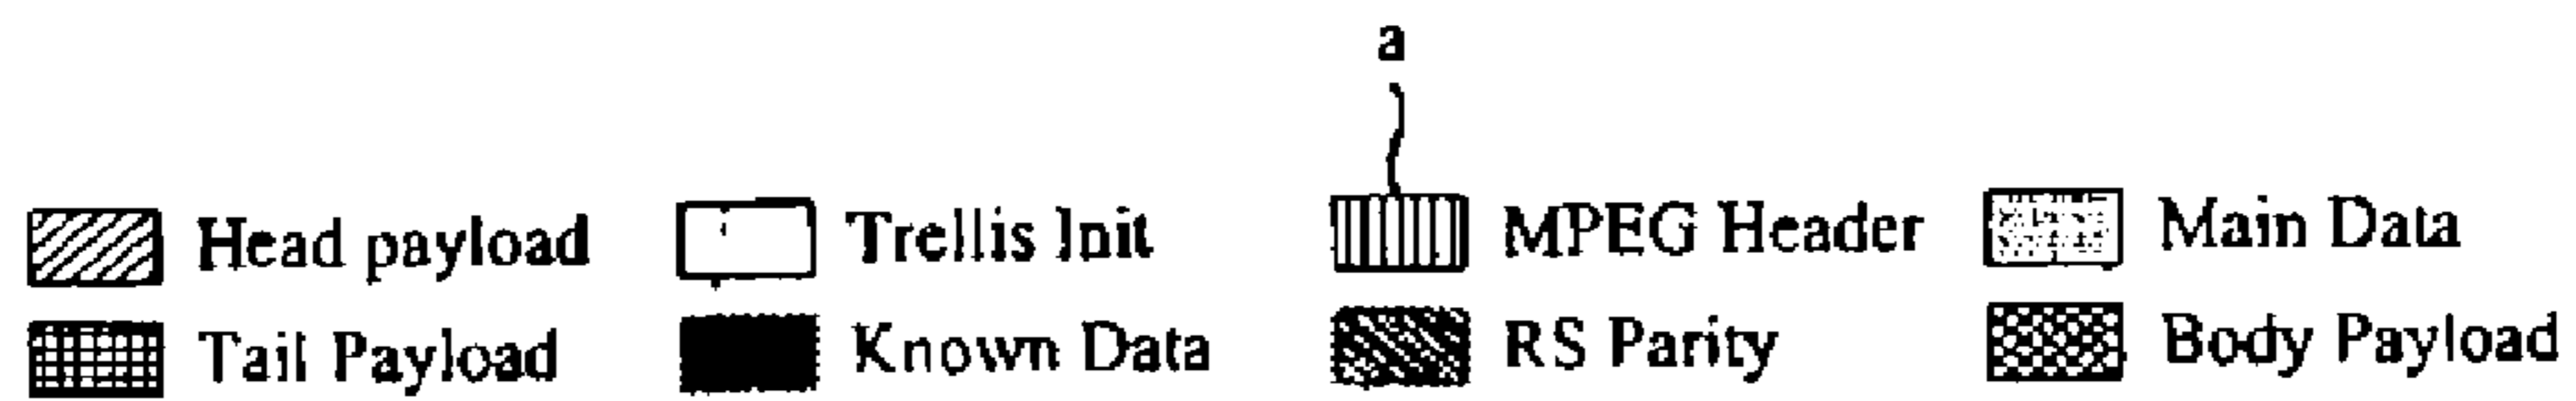 a
Head payload Trellis Init MPEG Header Main Data
Tail Payload Known Data RS Parity Body Payload